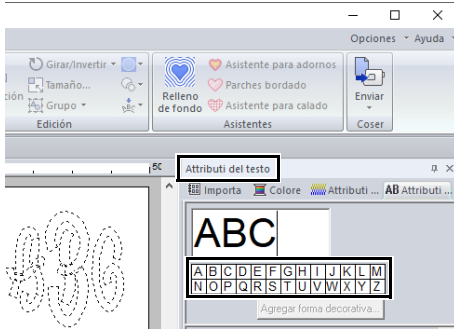 Opciones Ayuda
Girar/Invertir
Tamaño...
ción
Grupo
Edición
Relleno de fondo
Asistente para adornos
Parches bordado
Asistente para calado
Asistentes
Enviar
Coser
50
Attributi del testo
Importa Colore Attributi ... AB Attributi ...
ABC
A B C D E F G H I J K L M
N O P Q R S T U V W X Y Z
Agregar forma decorativa...